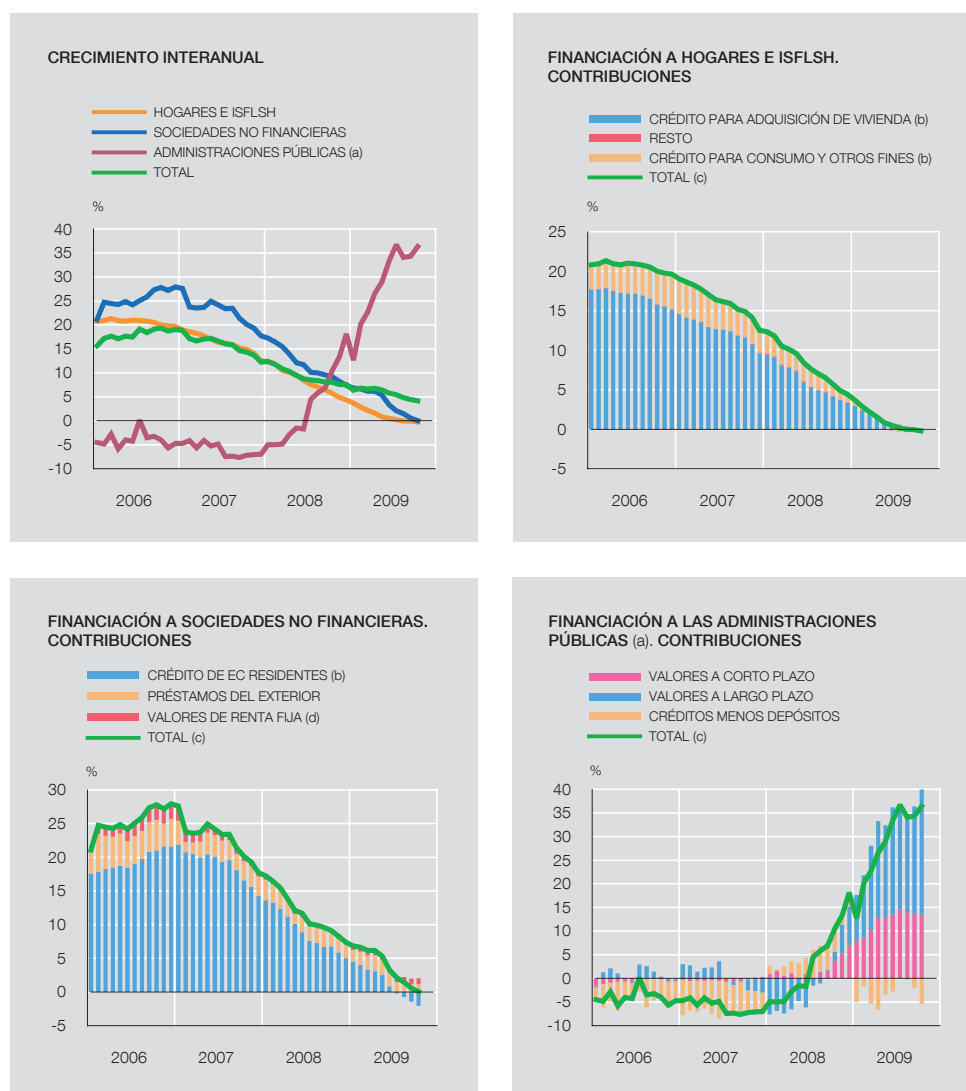 CRECIMIENTO INTERANUAL
HOGARES E ISFLSH
SOCIEDADES NO FINANCIERAS
ADMINISTRACIONES PÚBLICAS (a)
TOTAL
%
40
35
30
25
20
15
10
5
0
-5
-10
2006 2007 2008 2009
FINANCIACIÓN A HOGARES E ISFLSH.
CONTRIBUCIONES
CRÉDITO PARA ADQUISICIÓN DE VIVIENDA (b)
RESTO
CRÉDITO PARA CONSUMO Y OTROS FINES (b)
TOTAL (c)
%
25
20
15
10
5
0
-5
2006 2007 2008 2009
FINANCIACIÓN A SOCIEDADES NO FINANCIERAS.
CONTRIBUCIONES
CRÉDITO DE EC RESIDENTES (b)
PRÉSTAMOS DEL EXTERIOR
VALORES DE RENTA FIJA (d)
TOTAL (c)
%
30
25
20
15
10
5
0
-5
2006 2007 2008 2009
FINANCIACIÓN A LAS ADMINISTRACIONES
PÚBLICAS (a). CONTRIBUCIONES
VALORES A CORTO PLAZO
VALORES A LARGO PLAZO
CRÉDITOS MENOS DEPÓSITOS
TOTAL (c)
%
40
35
30
25
20
15
10
5
0
-5
-10
2006 2007 2008 2009